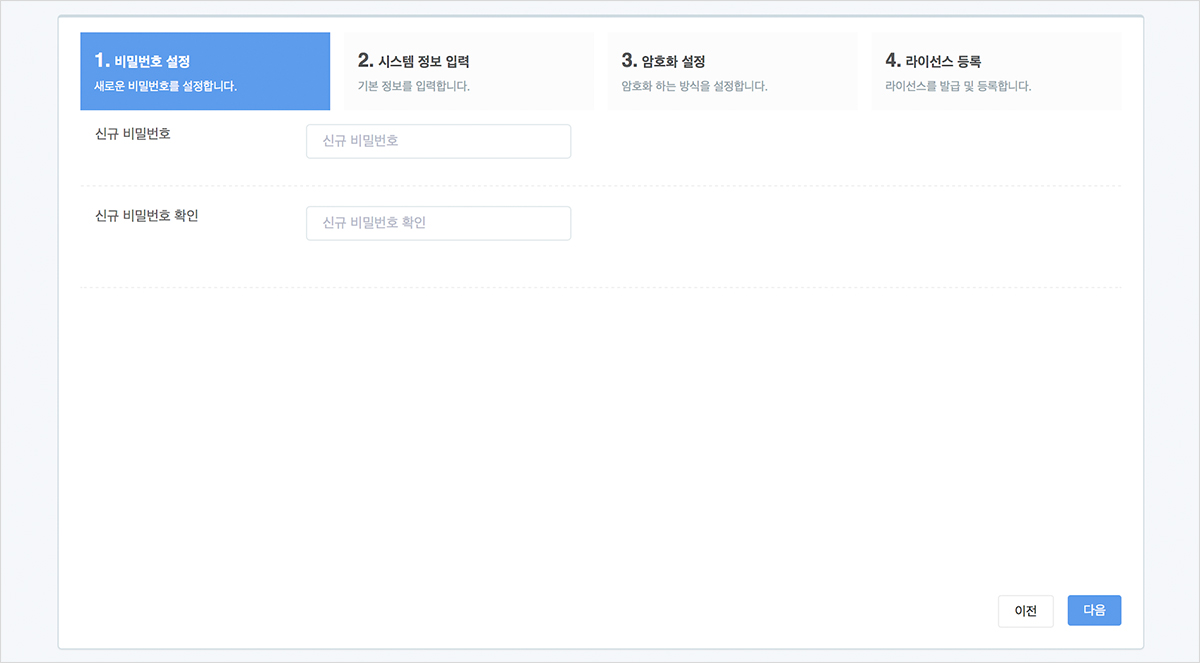 1. 비밀번호 설정
새로운 비밀번호를 설정합니다.
2. 시스템 정보 입력
기본 정보를 입력합니다.
3. 암호화 설정
암호화 하는 방식을 설정합니다.
4. 라이선스 등록
라이선스를 발급 및 등록합니다.
신규 비밀번호
신규 비밀번호
신규 비밀번호 확인
신규 비밀번호 확인
이전
다음